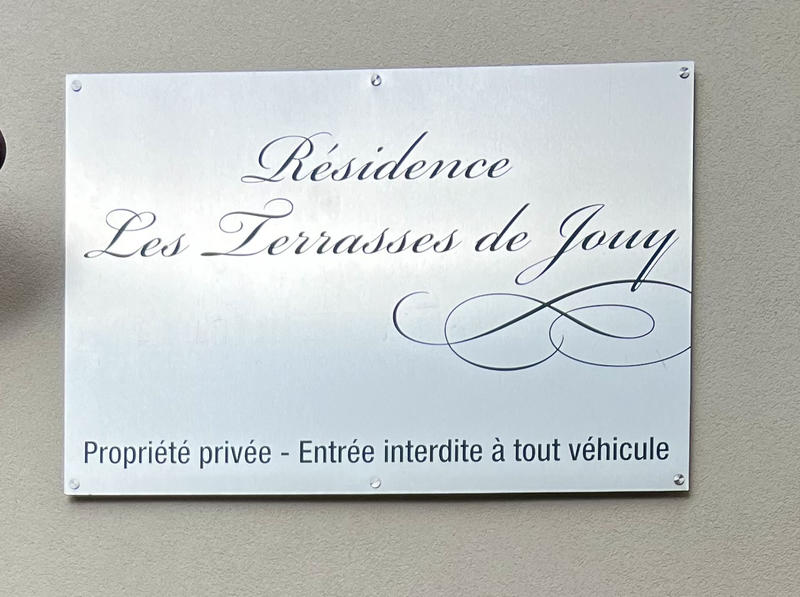 Résidence
Les Terrasses de Jouy
Propriété privée - Entrée interdite à tout véhicule